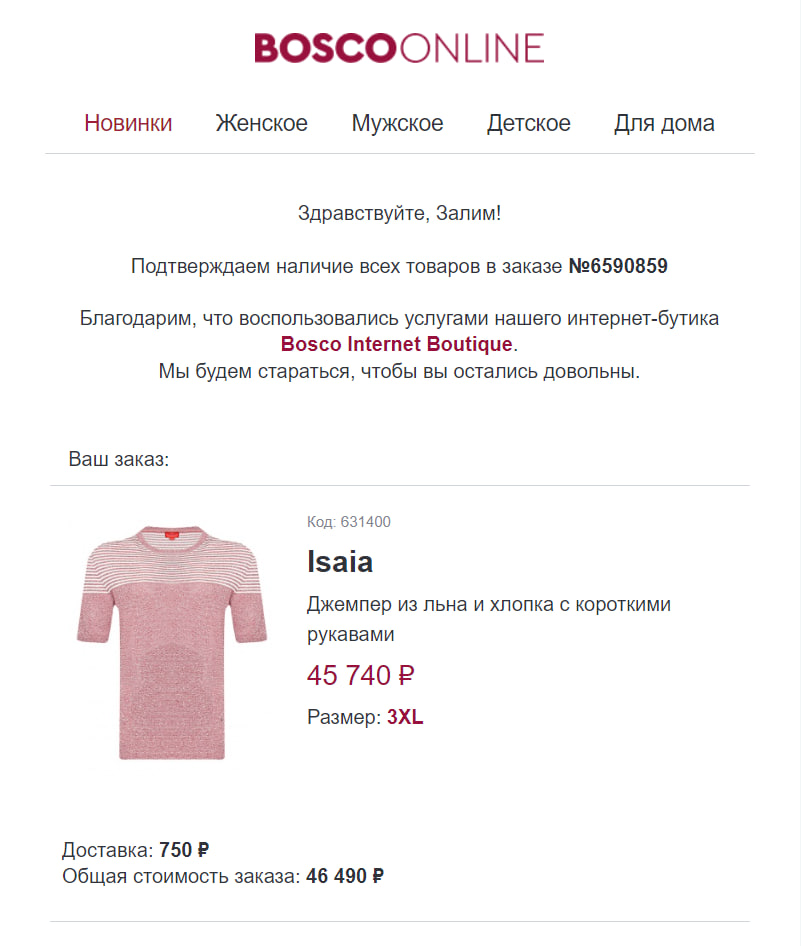 BOSCOONLINE
Новинки Женское Мужское Детское Для дома
Здравствуйте, Залим!
Подтверждаем наличие всех товаров в заказе №6590859
Благодарим, что воспользовались услугами нашего интернет-бутика
Bosco Internet Boutique.
Мы будем стараться, чтобы вы остались довольны.
Ваш заказ:
Код: 631400
Isaia
Джемпер из льна и хлопка с короткими
рукавами
45 740 ₽
Размер: 3XL
Доставка: 750 ₽
Общая стоимость заказа: 46 490 ₽